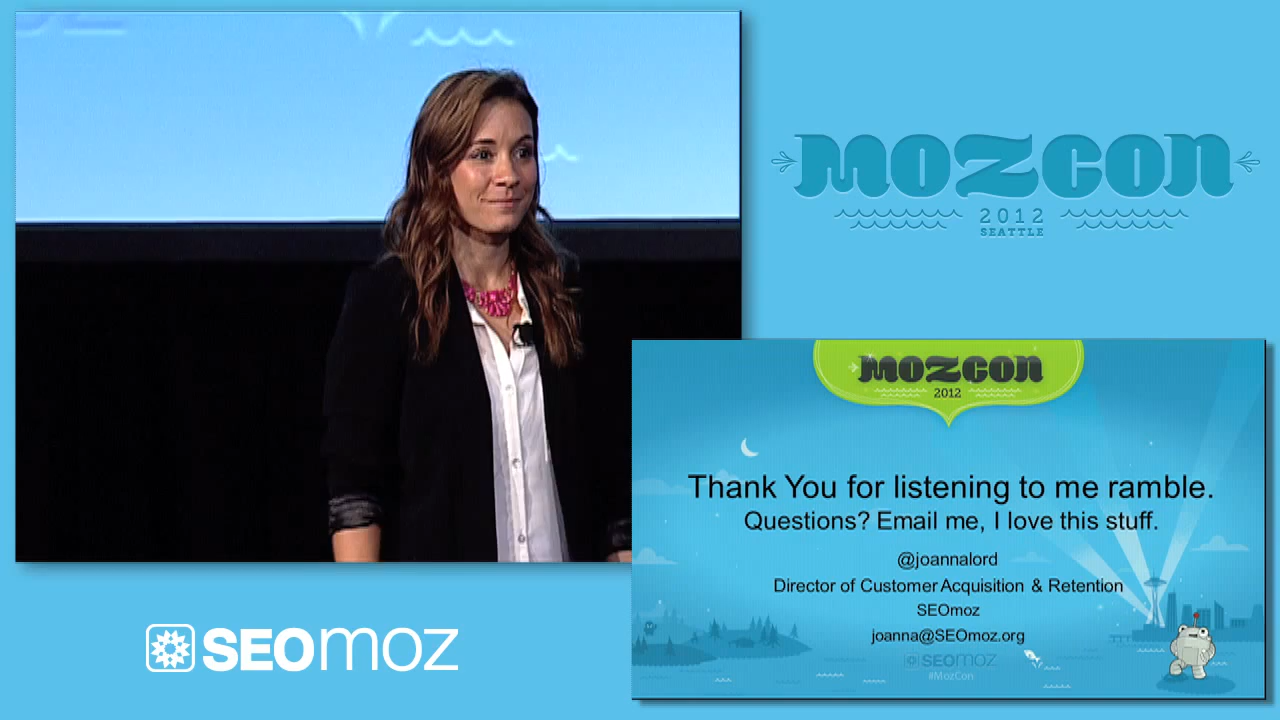 MOZCON
2012
SEATTLE
MOZCON
2012
Thank You for listening to me ramble.
Questions? Email me, I love this stuff.
@joannalord
Director of Customer Acquisition & Retention
SEOmoz
joanna@SEOmoz.org
SEOmoz
#MozCon
SEOmoz